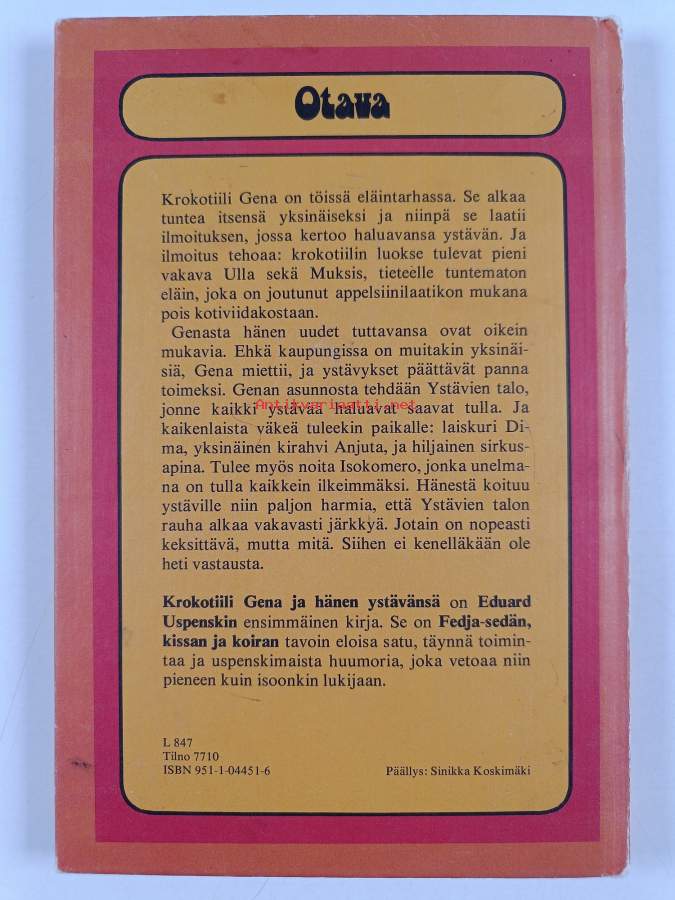 Otava
Krokotiili Gena on töissä eläintarhassa. Se alkaa
tuntea itsensä yksinäiseksi ja niinpä se laatii
ilmoituksen, jossa kertoo haluavansa ystävän. Ja
ilmoitus tehoaa: krokotiilin luokse tulevat pieni
vakava Ulla sekä Muksis, tieteelle tuntematon
eläin, joka on joutunut appelsiinilaatikon mukana
pois kotiviidakostaan.
Genasta hänen uudet tuttavansa ovat oikein
mukavia. Ehkä kaupungissa on muitakin yksinäi-
siä, Gena miettii, ja ystävykset päättävät panna
toimeksi. Genan asunnosta tehdään Ystävien talo,
Antikvariaatti.net
jonne kaikki ystävää haluavat saavat tulla. Ja
kaikenlaista väkeä tuleekin paikalle: laiskuri Di-
ma, yksinäinen kirahvi Anjuta, ja hiljainen sirkus-
apina. Tulee myös noita Isokomero, jonka unelma-
na on tulla kaikkein ilkeimmäksi. Hänestä koituu
ystäville niin paljon harmia, että Ystävien talon
rauha alkaa vakavasti järkkyä. Jotain on nopeasti
keksittävä, mutta mitä. Siihen ei kenelläkään ole
heti vastausta.
Krokotiili Gena ja hänen ystävänsä on Eduard
Uspenskin ensimmäinen kirja. Se on Fedja-sedän,
kissan ja koiran tavoin eloisa satu, täynnä toimin-
taa ja uspenskimaista huumoria, joka vetoaa niin
pieneen kuin isoonkin lukijaan.
L 847
Tilno 7710
ISBN 951-1-04451-6
Päällys: Sinikka Koskimäki